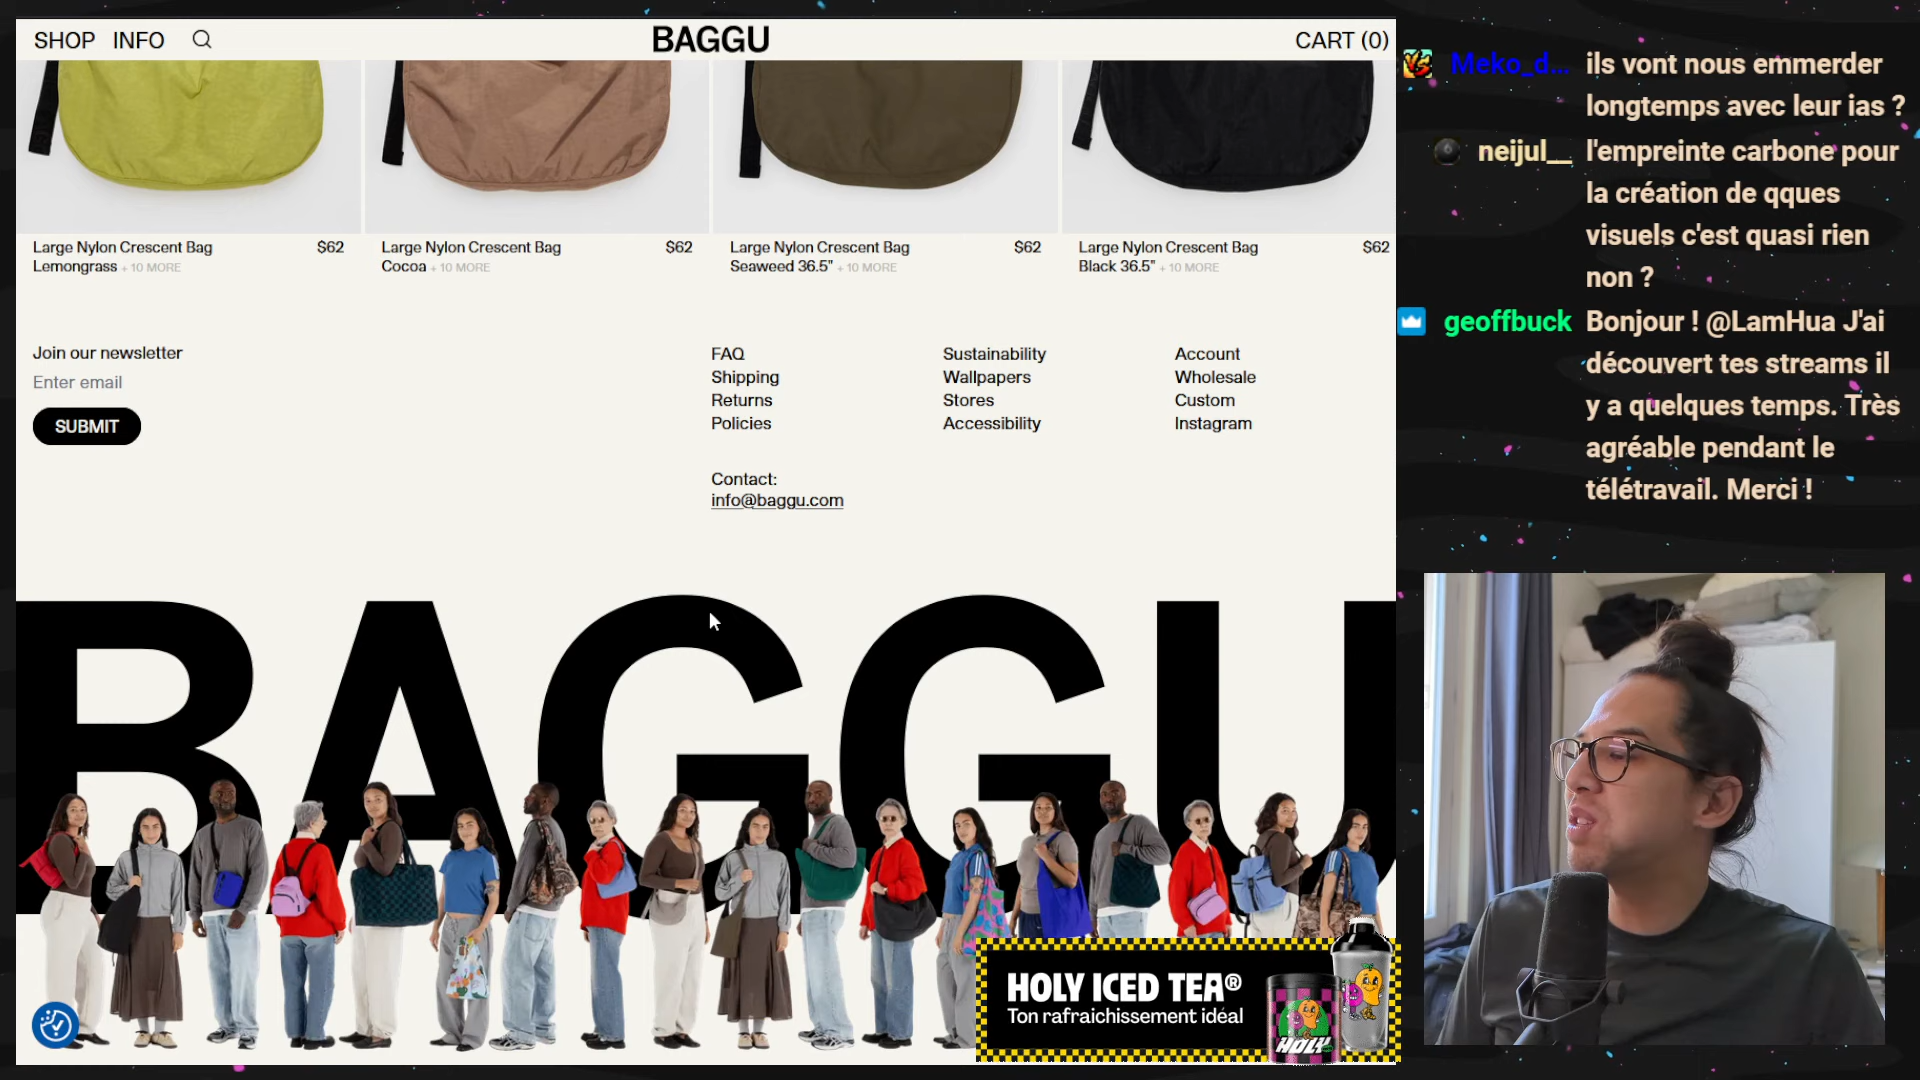 SHOP INFO
BAGGU
CART (0)
Large Nylon Crescent Bag $62
Lemongrass + 10 MORE
Large Nylon Crescent Bag $62
Cocoa + 10 MORE
Large Nylon Crescent Bag $62
Seaweed 36.5" + 10 MORE
Large Nylon Crescent Bag $62
Black 36.5" + 10 MORE
Join our newsletter
Enter email
SUBMIT
FAQ
Shipping
Returns
Policies
Sustainability
Wallpapers
Stores
Accessibility
Account
Wholesale
Custom
Instagram
Contact:
info@baggu.com
BAGGU
HOLY ICED TEA®
Ton rafraichissement idéal
HOLY
Meko_d... ils vont nous emmerder
longtemps avec leur ias ?
neijul__ l'empreinte carbone pour
la création de qques
visuels c'est quasi rien
non ?
geoffbuck Bonjour ! @LamHua J'ai
découvert tes streams il
y a quelques temps. Très
agréable pendant le
télétravail. Merci !